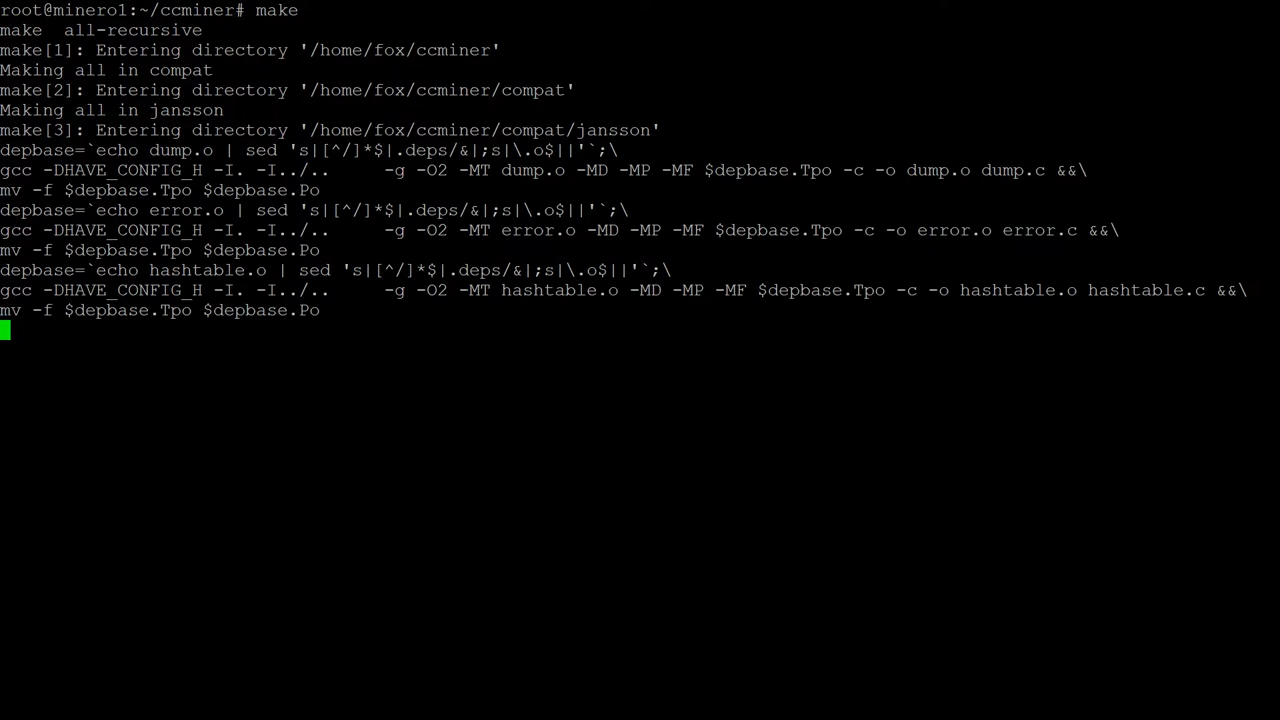 root@minero1:~/ccminer# make
make  all-recursive
make[1]: Entering directory '/home/fox/ccminer'
Making all in compat
make[2]: Entering directory '/home/fox/ccminer/compat'
Making all in jansson
make[3]: Entering directory '/home/fox/ccminer/compat/jansson'
depbase=`echo dump.o | sed 's|[^/]*$|.deps/&|;s|\.o$||'`;\
gcc -DHAVE_CONFIG_H -I. -I../..     -g -O2 -MT dump.o -MD -MP -MF $depbase.Tpo -c -o dump.o dump.c &&\
mv -f $depbase.Tpo $depbase.Po
depbase=`echo error.o | sed 's|[^/]*$|.deps/&|;s|\.o$||'`;\
gcc -DHAVE_CONFIG_H -I. -I../..     -g -O2 -MT error.o -MD -MP -MF $depbase.Tpo -c -o error.o error.c &&\
mv -f $depbase.Tpo $depbase.Po
depbase=`echo hashtable.o | sed 's|[^/]*$|.deps/&|;s|\.o$||'`;\
gcc -DHAVE_CONFIG_H -I. -I../..     -g -O2 -MT hashtable.o -MD -MP -MF $depbase.Tpo -c -o hashtable.o hashtable.c &&\
mv -f $depbase.Tpo $depbase.Po